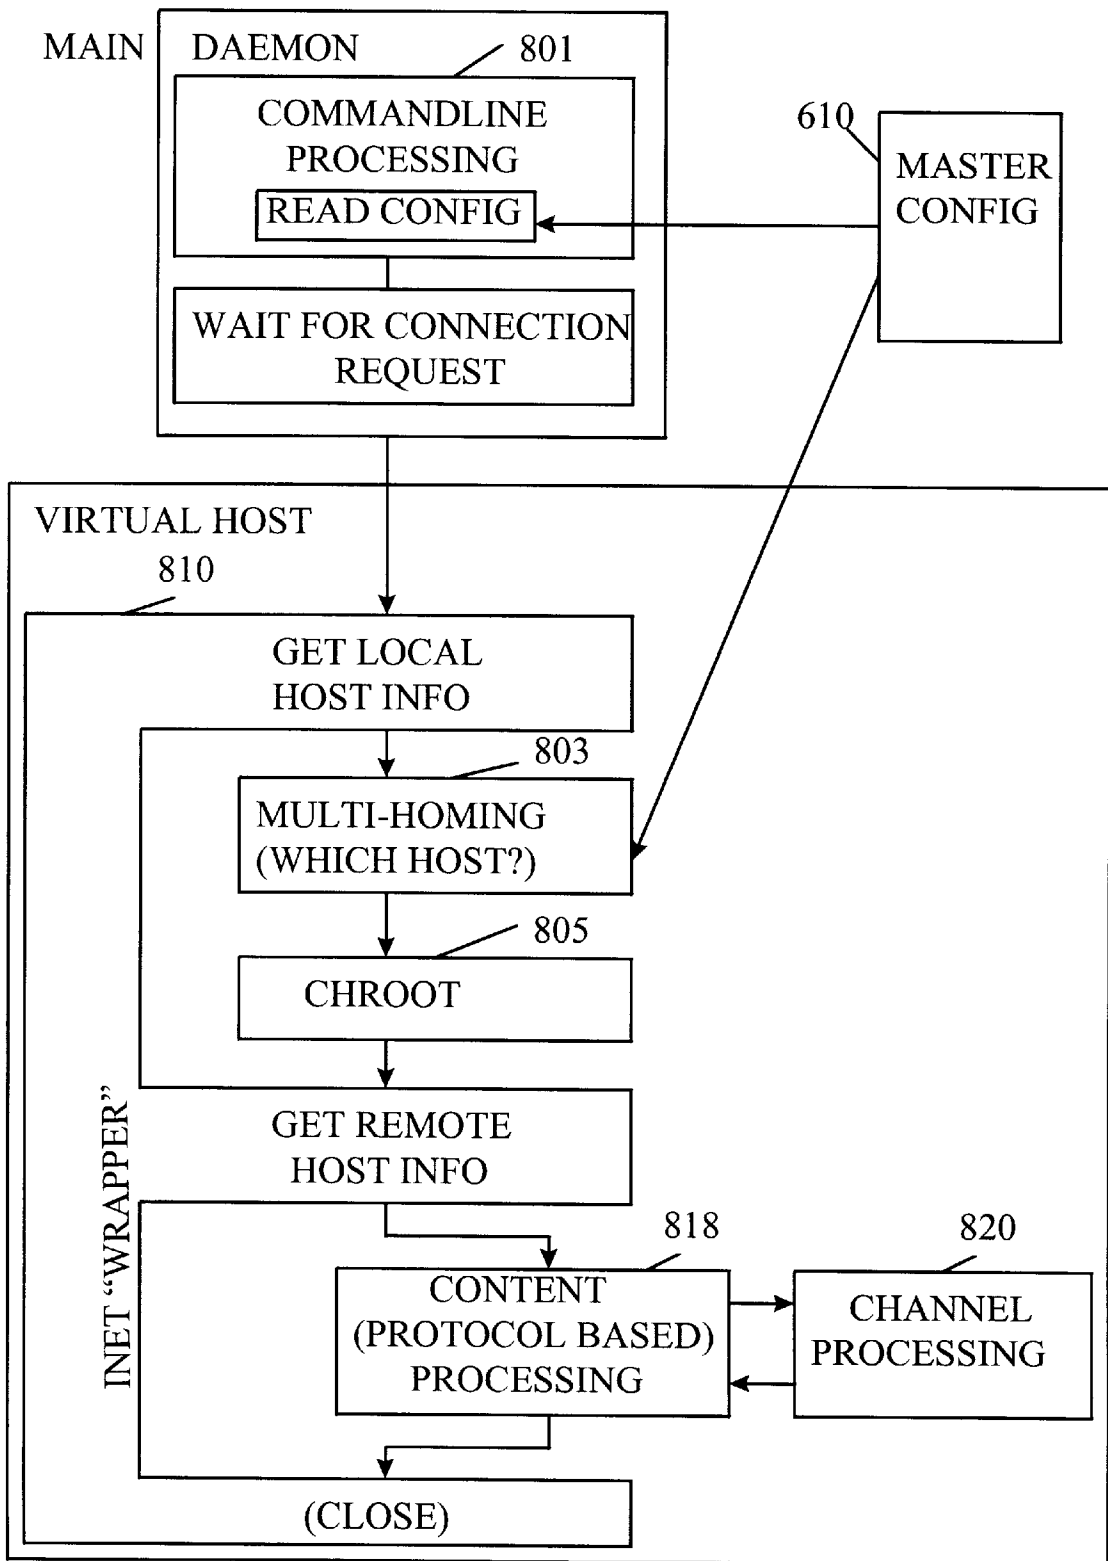 MAIN
DAEMON
801
COMMANDLINE
PROCESSING
READ CONFIG
610
MASTER
CONFIG
WAIT FOR CONNECTION
REQUEST
VIRTUAL HOST
810
GET LOCAL
HOST INFO
803
MULTI-HOMING
(WHICH HOST?)
805
CHROOT
INET “WRAPPER”
GET REMOTE
HOST INFO
818
CONTENT
(PROTOCOL BASED)
PROCESSING
820
CHANNEL
PROCESSING
(CLOSE)